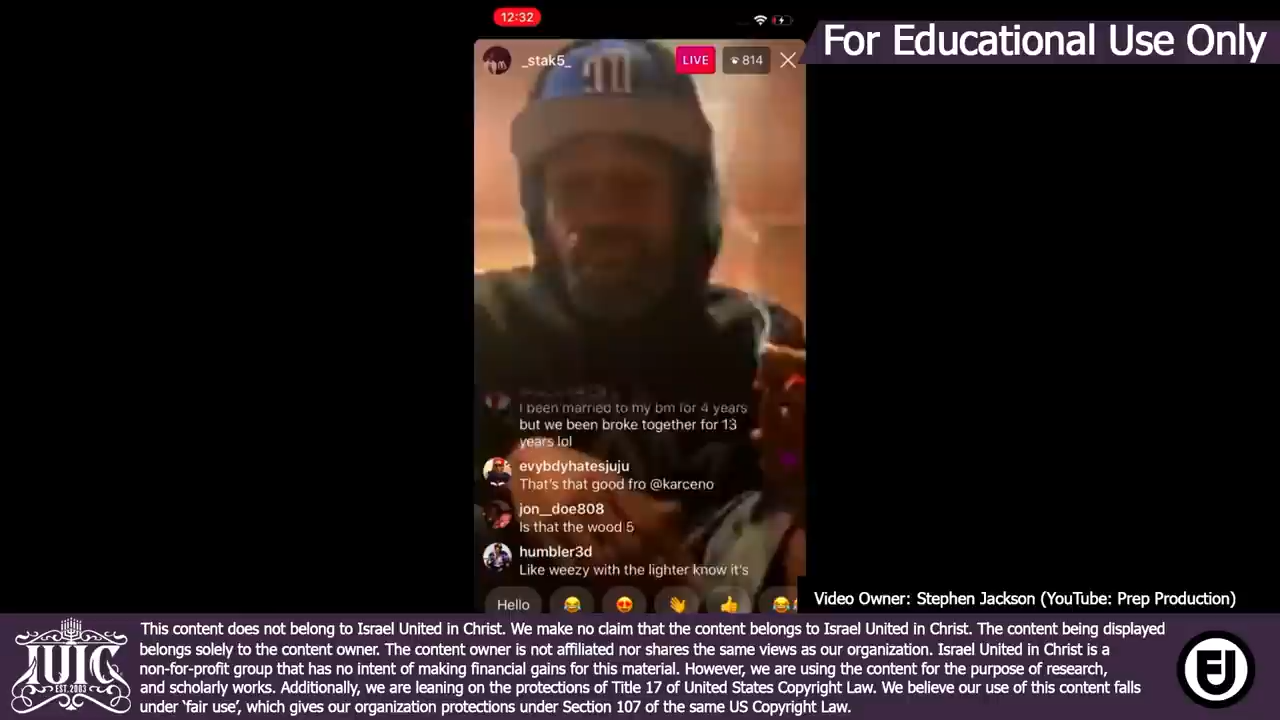 12:32
For Educational Use Only
_stak5_
LIVE
814
I been married to my bm for 4 years
but we been broke together for 13
years lol
evybdyhatesjuju
That's that good fro @karceno
jon__doe808
Is that the wood 5
humbler3d
Like weezy with the lighter know it's
Hello
Video Owner: Stephen Jackson (YouTube: Prep Production)
IUIC
EST. 2003
This content does not belong to Israel United in Christ. We make no claim that the content belongs to Israel United in Christ. The content being displayed
belongs solely to the content owner. The content owner is not affiliated nor shares the same views as our organization. Israel United in Christ is a
non-for-profit group that has no intent of making financial gains for this material. However, we are using the content for the purpose of research,
and scholarly works. Additionally, we are leaning on the protections of Title 17 of United States Copyright Law. We believe our use of this content falls
under 'fair use', which gives our organization protections under Section 107 of the same US Copyright Law.